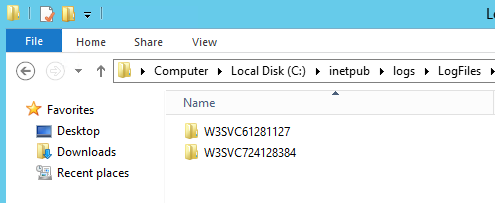 File Home Share View
Computer Local Disk (C:) inetpub logs LogFiles
Favorites
Desktop
Downloads
Recent places
Name
W3SVC61281127
W3SVC724128384